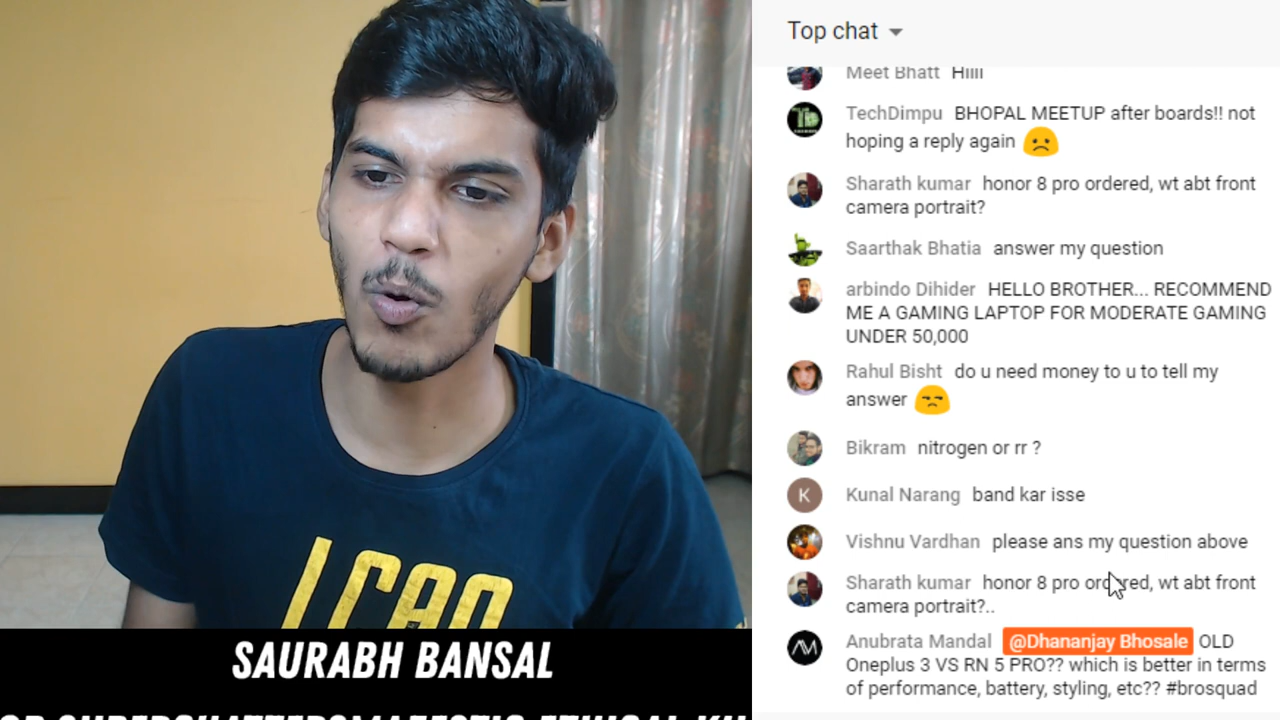 Top chat
Meet Bhatt Hiiii
TechDimpu BHOPAL MEETUP after boards!! not
hoping a reply again
Sharath kumar honor 8 pro ordered, wt abt front
camera portrait?
Saarthak Bhatia answer my question
arbindo Dihider HELLO BROTHER... RECOMMEND
ME A GAMING LAPTOP FOR MODERATE GAMING
UNDER 50,000
Rahul Bisht do u need money to u to tell my
answer
Bikram nitrogen or rr ?
K Kunal Narang band kar isse
Vishnu Vardhan please ans my question above
Sharath kumar honor 8 pro ordered, wt abt front
camera portrait?..
Anubrata Mandal @Dhananjay Bhosale OLD
Oneplus 3 VS RN 5 PRO?? which is better in terms
of performance, battery, styling, etc?? #brosquad
SAURABH BANSAL